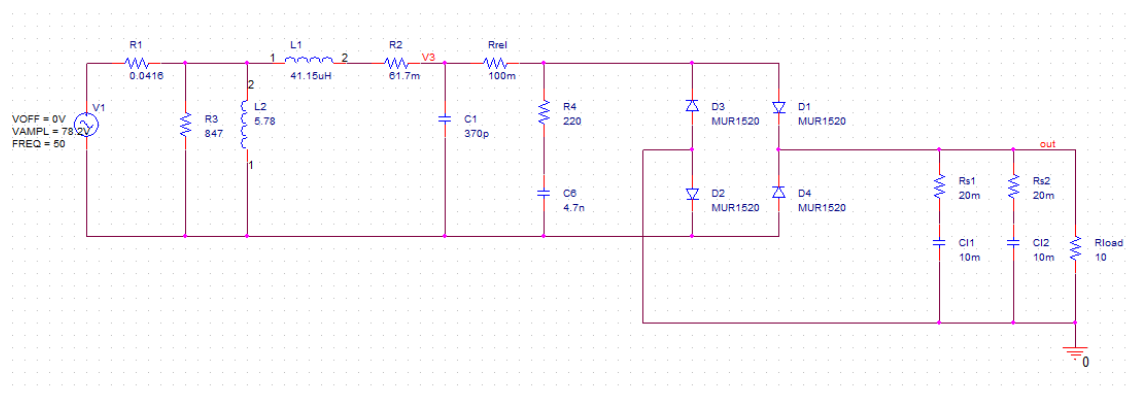 R1
0.0416
V1
VOFF = 0V
VAMPL = 78.2V
FREQ = 50
R3
847
2
L2
5.78
1
1
L1
2
41.15uH
R2
61.7m
V3
C1
370p
Rrel
100m
R4
220
C6
4.7n
D3
MUR1520
D1
MUR1520
D2
MUR1520
D4
MUR1520
out
Rs1
20m
Rs2
20m
Cl1
10m
Cl2
10m
Rload
10
0